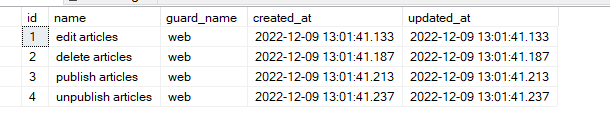 id name guard_name created_at updated_at
1 edit articles web 2022-12-09 13:01:41.133 2022-12-09 13:01:41.133
2 delete articles web 2022-12-09 13:01:41.187 2022-12-09 13:01:41.187
3 publish articles web 2022-12-09 13:01:41.213 2022-12-09 13:01:41.213
4 unpublish articles web 2022-12-09 13:01:41.237 2022-12-09 13:01:41.237